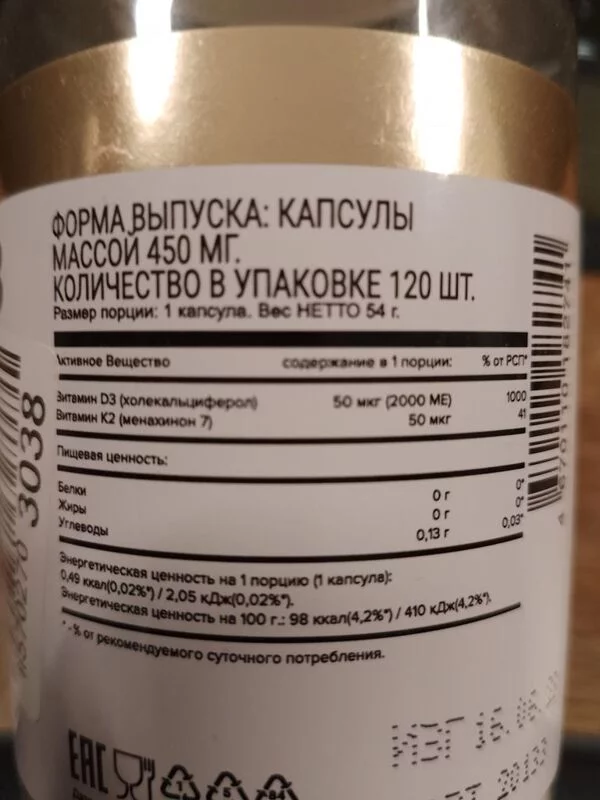 ФОРМА ВЫПУСКА: КАПСУЛЫ
МАССОЙ 450 МГ.
КОЛИЧЕСТВО В УПАКОВКЕ 120 ШТ.
Размер порции: 1 капсула. Вес НЕТТО 54 г.
Активное Вещество содержание в 1 порции: % от РСП*
Витамин D3 (холекальциферол) 50 мкг (2000 МЕ) 1000
Витамин К2 (менахинон 7) 50 мкг 41
Пищевая ценность:
Белки 0 г 0*
Жиры 0 г 0*
Углеводы 0,13 г 0,03*
Энергетическая ценность на 1 порцию (1 капсула):
0,49 ккал(0,02%*) / 2,05 кДж(0,02%*).
Энергетическая ценность на 100 г.: 98 ккал(4,2%*) / 410 кДж(4,2%*).
* -% от рекомендуемого суточного потребления.
3038
EAC
ИЗГ